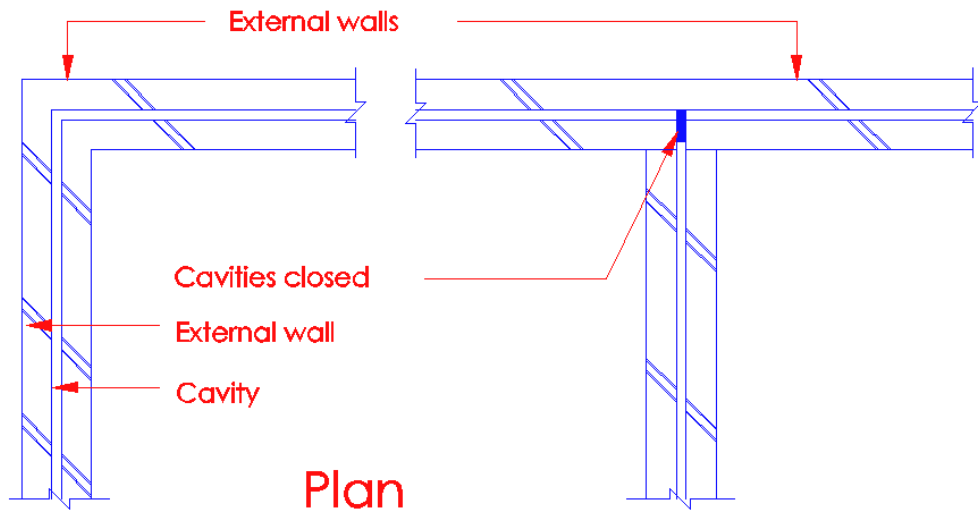 External walls
Cavities closed
External wall
Cavity
Plan